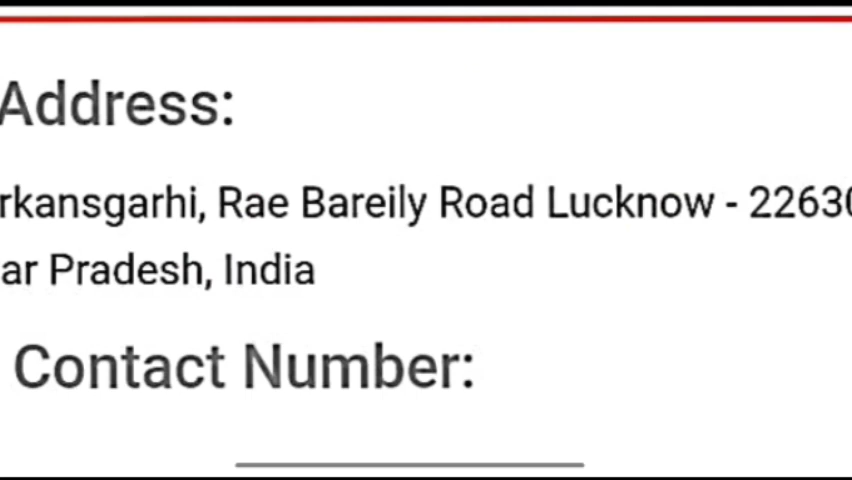 Address:
rkansgarhi, Rae Bareily Road Lucknow - 22630
ar Pradesh, India
Contact Number: